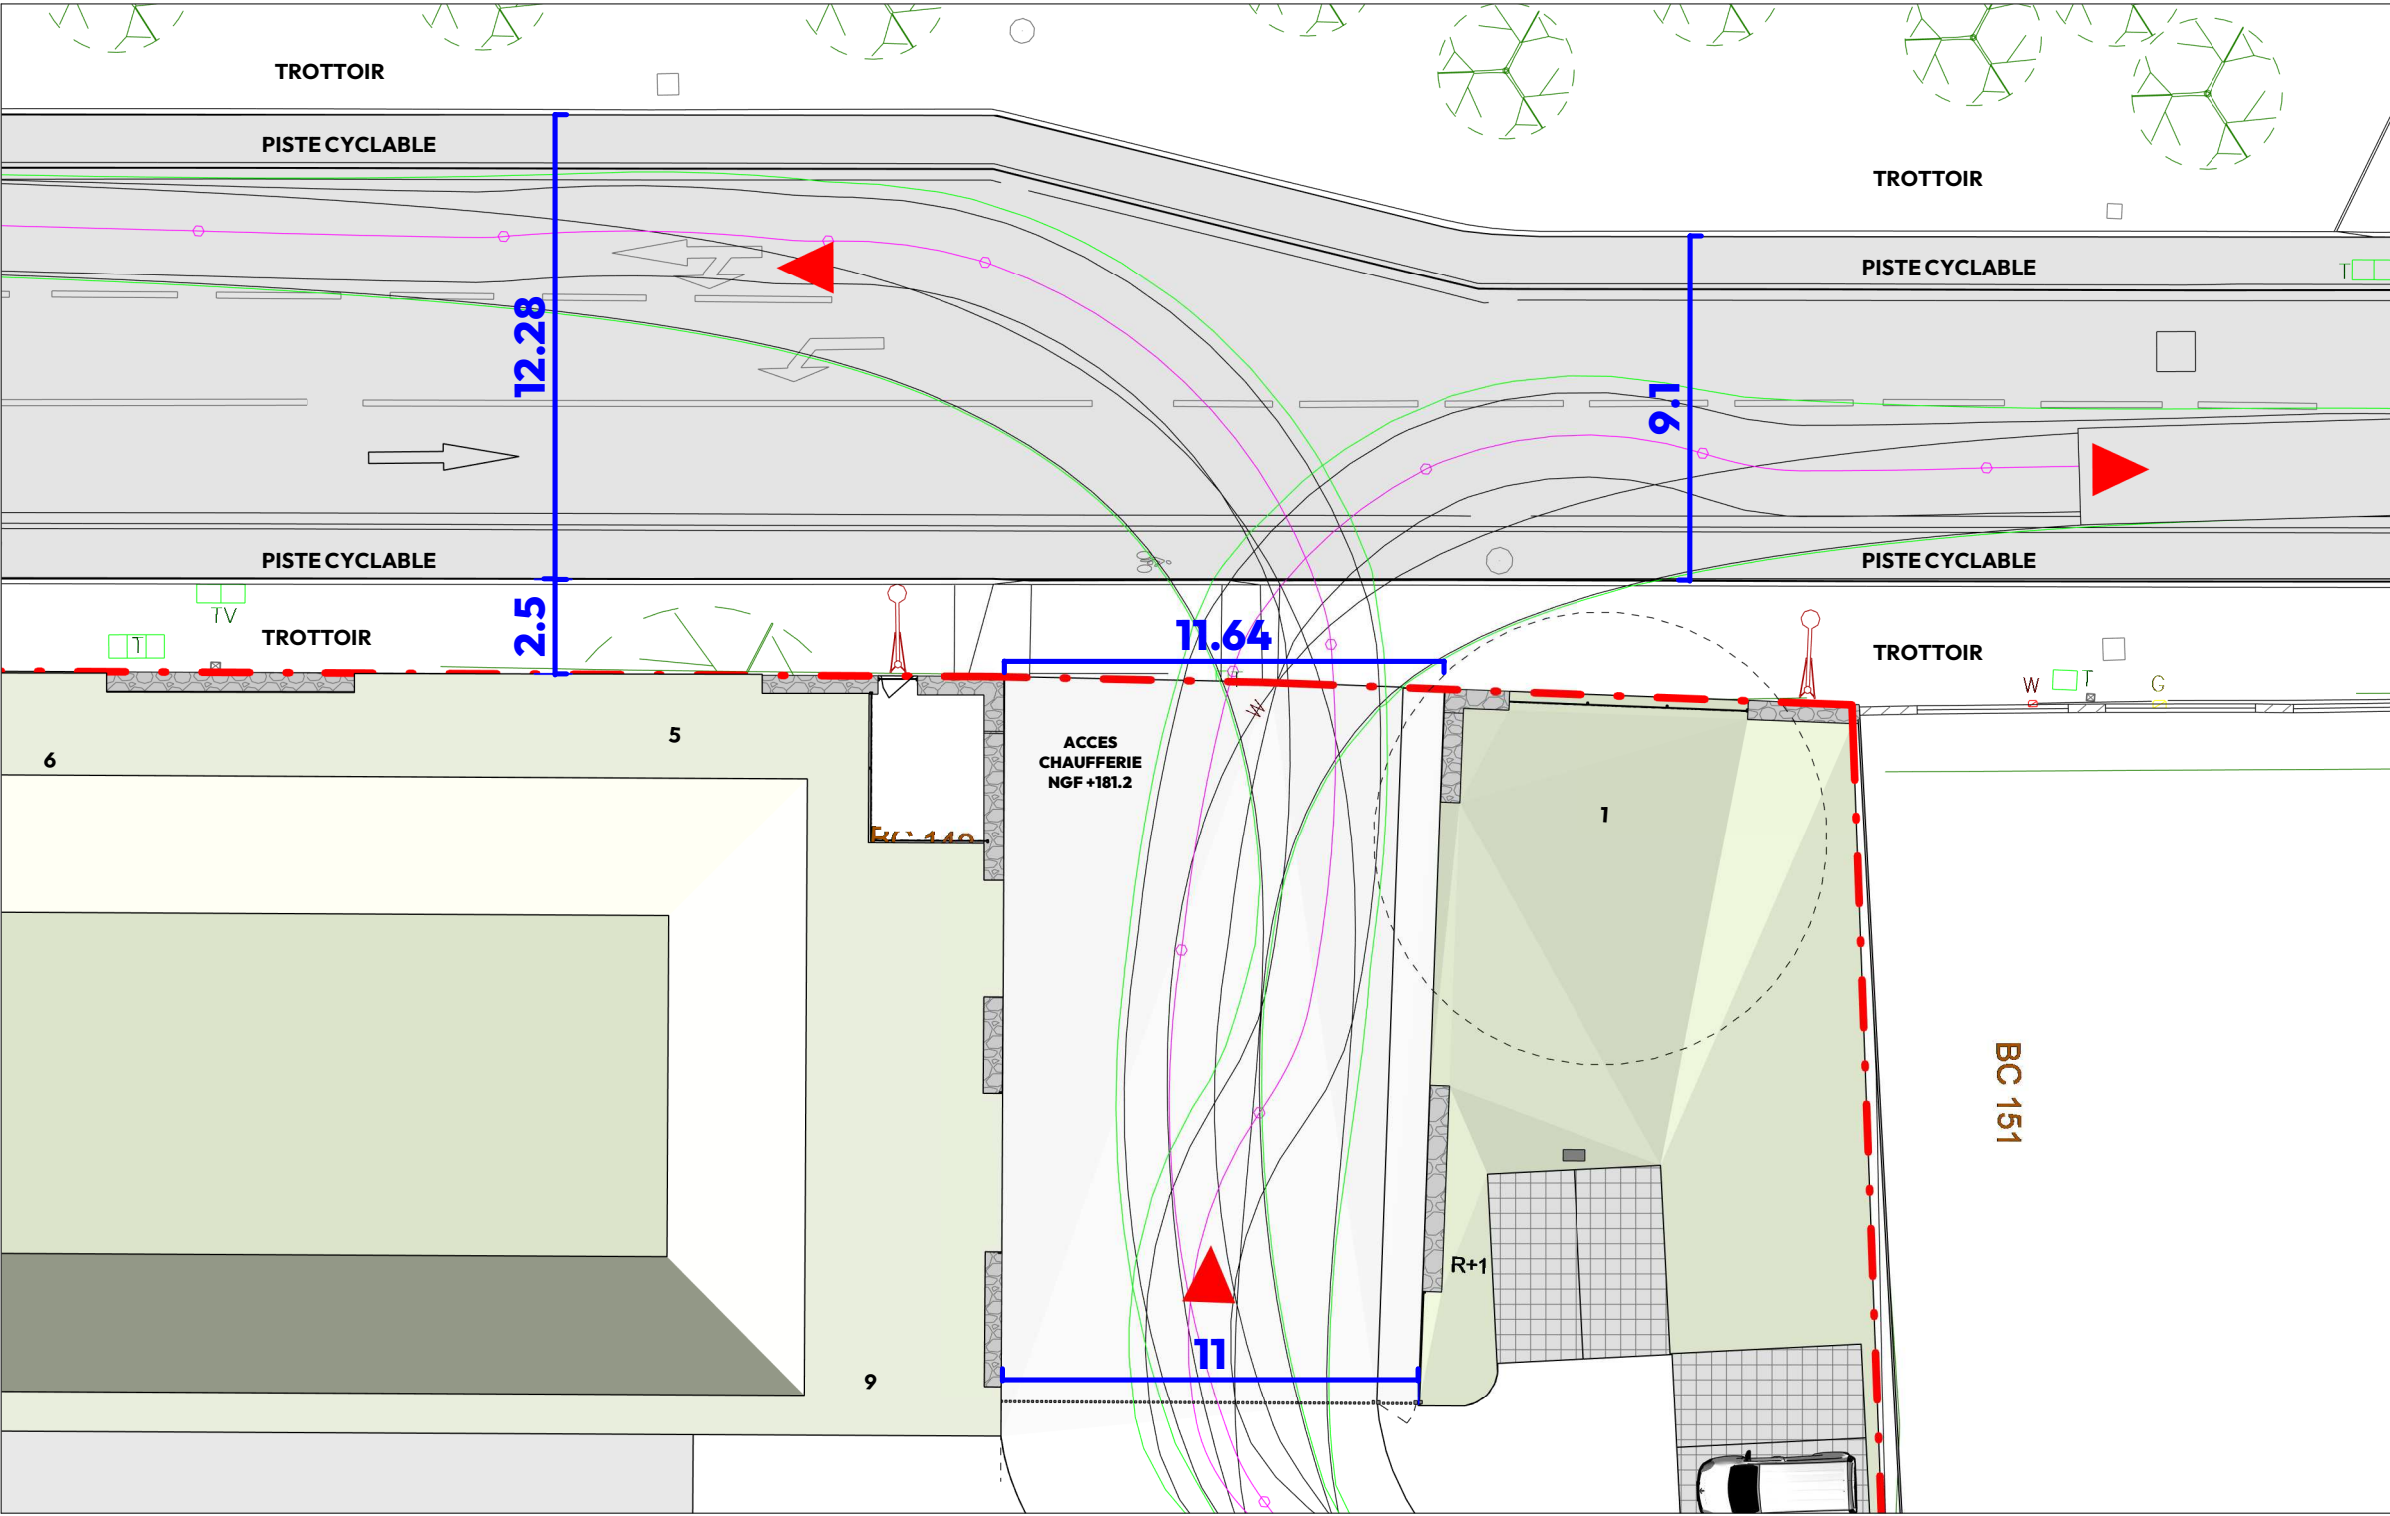 TROTTOIR
PISTE CYCLABLE
TROTTOIR
PISTE CYCLABLE
T
12.28
9.1
PISTE CYCLABLE
PISTE CYCLABLE
TV
T
TROTTOIR
2.5
11.64
TROTTOIR
W
T
G
T
W
5
6
ACCES
CHAUFFERIE
NGF +181.2
1
BC 151
R+1
11
9